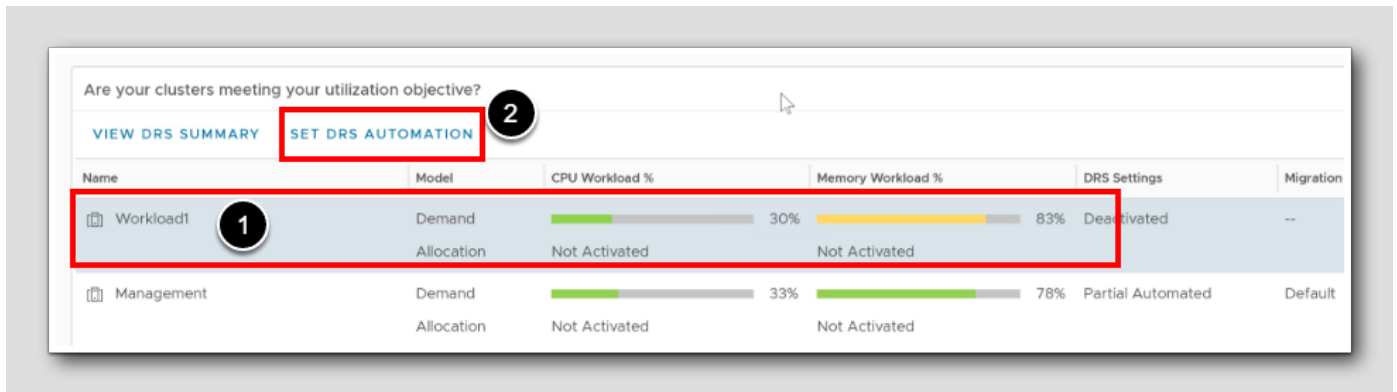 Are your clusters meeting your utilization objective?
2
VIEW DRS SUMMARY SET DRS AUTOMATION
Name Model CPU Workload % Memory Workload % DRS Settings Migration
Workload1 1 Demand 30% 83% Deactivated --
Allocation Not Activated Not Activated
Management Demand 33% 78% Partial Automated Default
Allocation Not Activated Not Activated